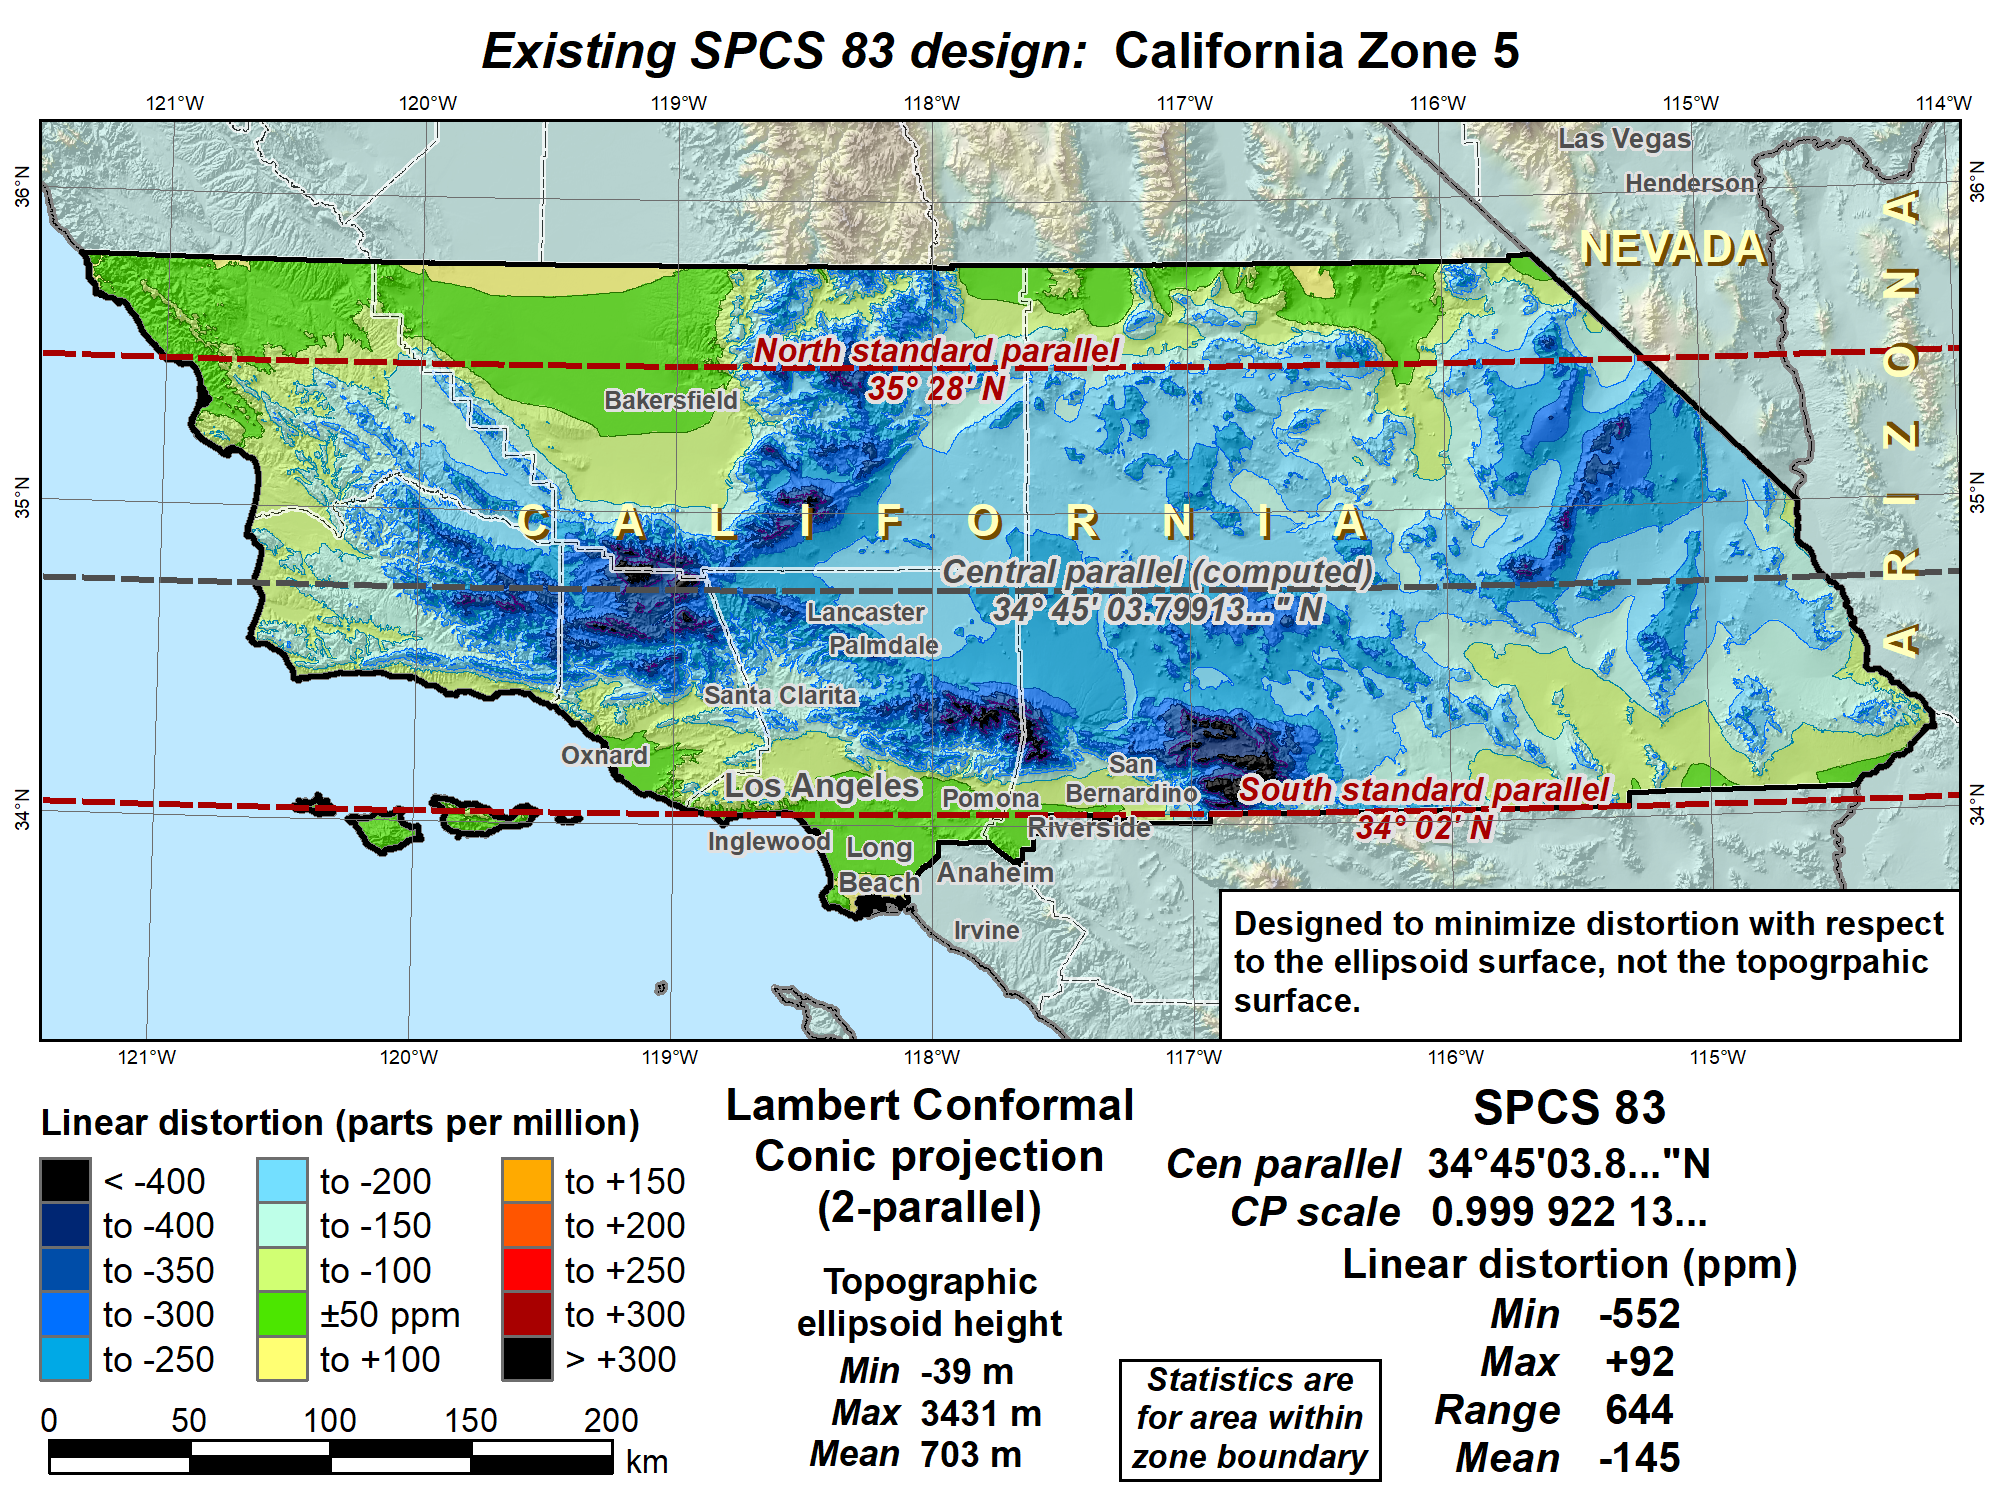 Existing SPCS 83 design: California Zone 5
121°W 120°W 119°W 118°W 117°W 116°W 115°W 114°W
Las Vegas
Henderson
36°N
36°N
NEVADA
ARIZONA
North standard parallel
35° 28' N
Bakersfield
35°N
35°N
CALIFORNIA
Central parallel (computed)
34° 45' 03.79913..." N
Lancaster
Palmdale
Santa Clarita
Oxnard
Los Angeles
San
Bernardino
Pomona
South standard parallel
34° 02' N
34°N
34°N
Riverside
Inglewood
Long
Beach
Anaheim
Irvine
Designed to minimize distortion with respect
to the ellipsoid surface, not the topogrpahic
surface.
121°W 120°W 119°W 118°W 117°W 116°W 115°W
Linear distortion (parts per million)
< -400
to -400
to -350
to -300
to -250
to -200
to -150
to -100
±50 ppm
to +100
to +150
to +200
to +250
to +300
> +300
0 50 100 150 200
km
Lambert Conformal
Conic projection
(2-parallel)
Topographic
ellipsoid height
Min -39 m
Max 3431 m
Mean 703 m
SPCS 83
Cen parallel 34°45'03.8..."N
CP scale 0.999 922 13...
Linear distortion (ppm)
Min -552
Max +92
Range 644
Mean -145
Statistics are
for area within
zone boundary